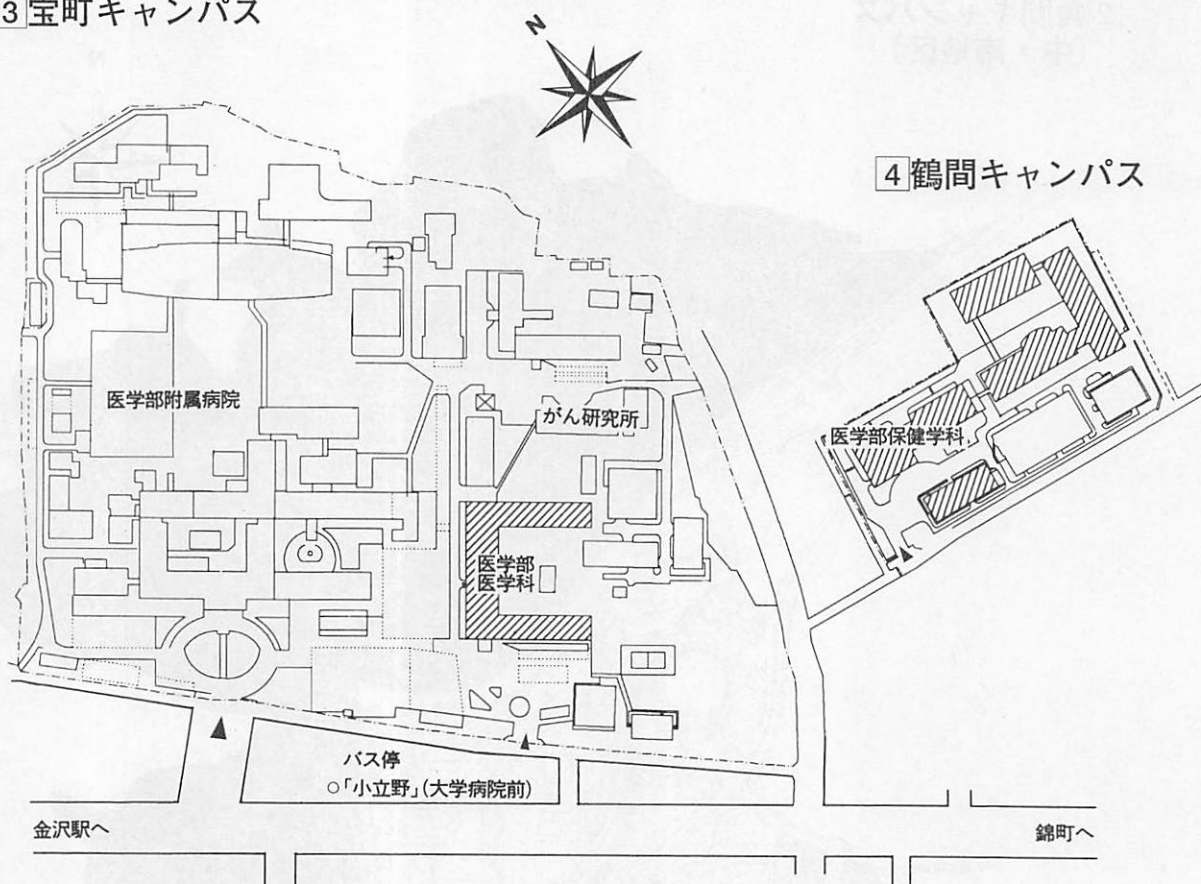 3 宝町キャンパス
N
4 鶴間キャンパス
医学部附属病院
がん研究所
医学部保健学科
医学部
医学科
バス停
○「小立野」(大学病院前)
金沢駅へ
錦町へ